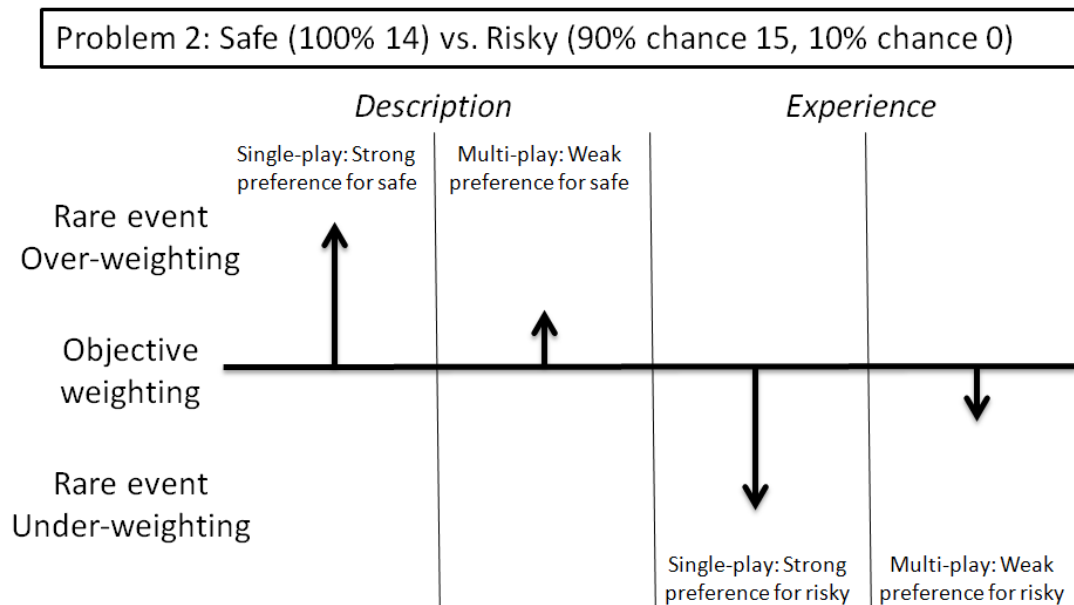 Problem 2: Safe (100% 14) vs. Risky (90% chance 15, 10% chance 0)
Description
Experience
Single-play: Strong
preference for safe
Multi-play: Weak
preference for safe
Rare event
Over-weighting
Objective
weighting
Rare event
Under-weighting
Single-play: Strong
preference for risky
Multi-play: Weak
preference for risky